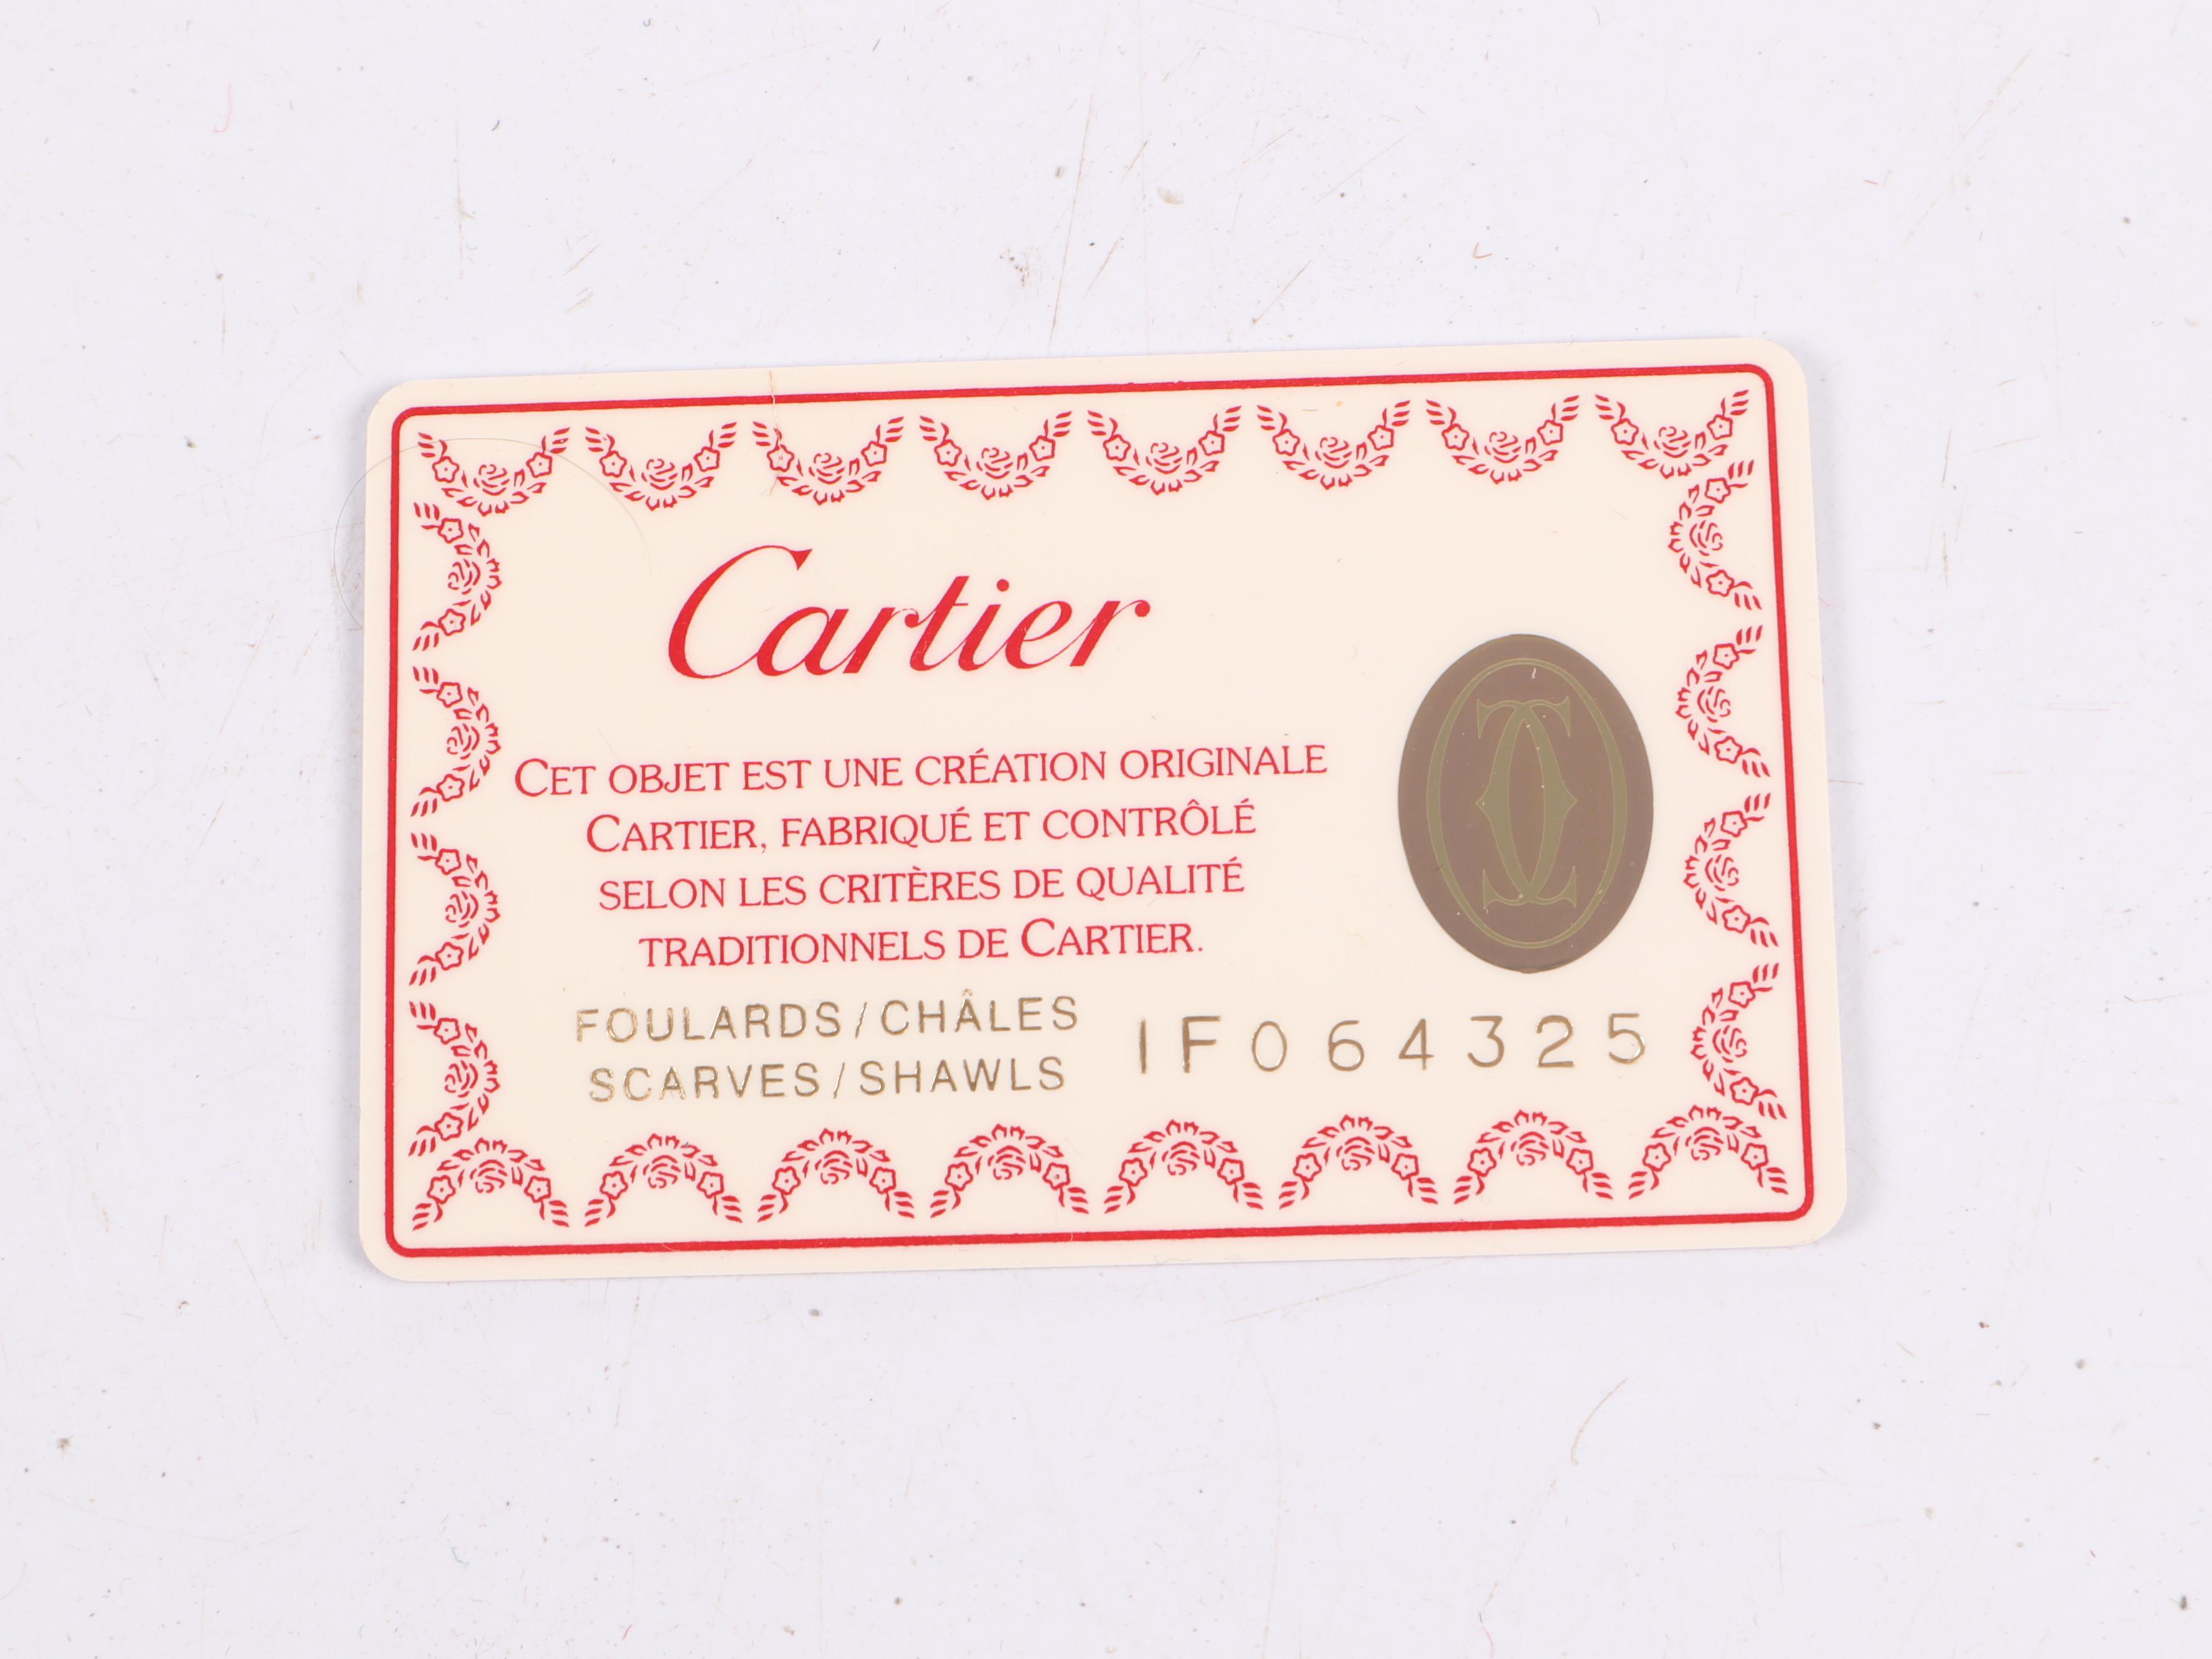 Cartier
CET OBJET EST UNE CRÉATION ORIGINALE
CARTIER, FABRIQUÉ ET CONTRÔLÉ
SELON LES CRITÈRES DE QUALITÉ
TRADITIONNELS DE CARTIER.
FOULARDS/CHÂLES
SCARVES/SHAWLS
IF064325